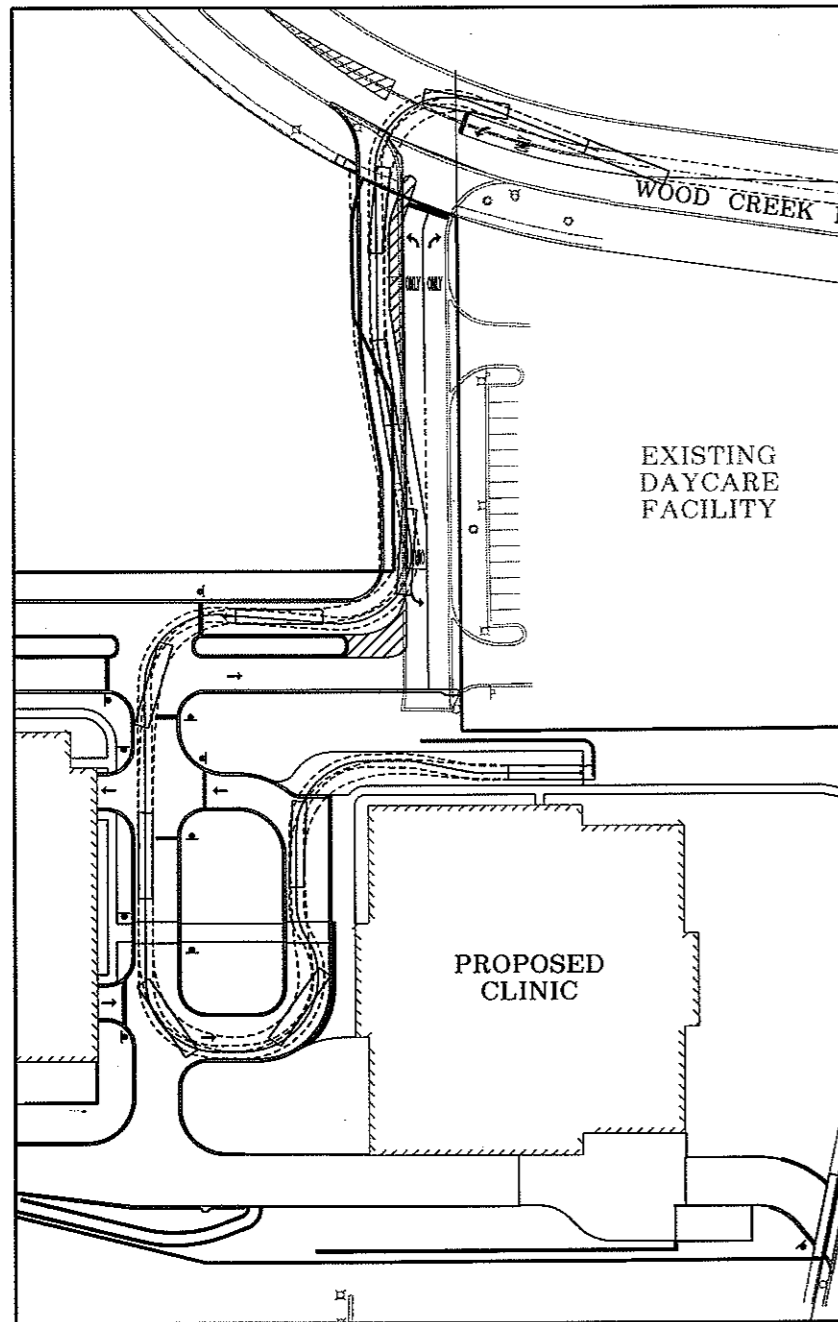 WOOD CREEK
ONLY ONLY
EXISTING
DAYCARE
FACILITY
PROPOSED
CLINIC